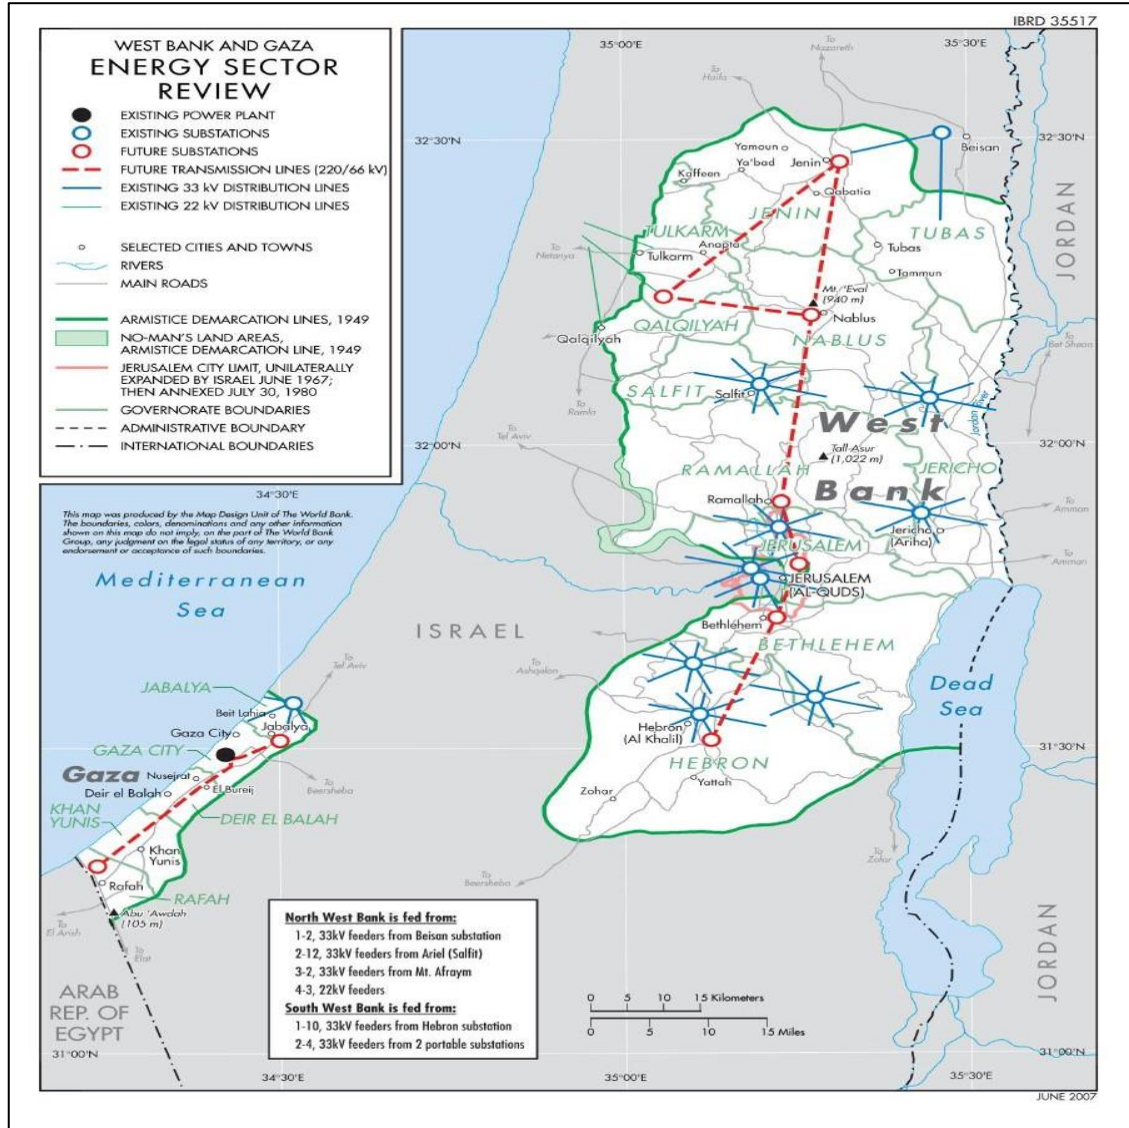 IBRD 35517
WEST BANK AND GAZA
ENERGY SECTOR
REVIEW
EXISTING POWER PLANT
EXISTING SUBSTATIONS
FUTURE SUBSTATIONS
FUTURE TRANSMISSION LINES (220/66 kV)
EXISTING 33 kV DISTRIBUTION LINES
EXISTING 22 kV DISTRIBUTION LINES
SELECTED CITIES AND TOWNS
RIVERS
MAIN ROADS
ARMISTICE DEMARCATION LINES, 1949
NO-MAN'S LAND AREAS,
ARMISTICE DEMARCATION LINE, 1949
JERUSALEM CITY LIMIT, UNILATERALLY
EXPANDED BY ISRAEL JUNE 1967;
THEN ANNEXED JULY 30, 1980
GOVERNORATE BOUNDARIES
ADMINISTRATIVE BOUNDARY
INTERNATIONAL BOUNDARIES
This map was produced by the Map Design Unit of The World Bank.
The boundaries, colors, denominations and any other information
shown on this map do not imply, on the part of The World Bank
Group, any judgment on the legal status of any territory, or any
endorsement or acceptance of such boundaries.
35°00'E
35°30'E
To
Nazareth
To
Haifa
32°30'N
32°30'N
Beisan
Yamoun
Ya'bad
Jenin
Kaffeen
Qabatia
JENIN
TULKARM
TUBAS
JORDAN
Anapta
To
Netanya
Tulkarm
Tubas
Tammun
Mt. 'Eval
(940 m)
Nablus
QALQILYAH
NABLUS
Qalqilyah
To
Bet Shean
SALFIT
Salfit
To
Ramla
To
Tel Aviv
Jordan River
West
Bank
32°00'N
32°00'N
Tall Asur
(1,022 m)
RAMALLAH
JERICHO
Ramallah
To
Amman
Jericho
(Ariha)
JERUSALEM
To
Amman
JERUSALEM
(AL-QUDS)
34°30'E
Mediterranean
Sea
ISRAEL
Bethlehem
BETHLEHEM
To
Tel Aviv
To
Ashqelon
Dead
Sea
JABALYA
Beit Lahia
Jabalya
Gaza City
GAZA CITY
Gaza
Nusejrat
Deir el Balah
El Bureij
To
Beersheba
KHAN
YUNIS
DEIR EL BALAH
Khan
Yunis
Rafah
RAFAH
Abu 'Awdah
(105 m)
To
El Arish
To
Elat
Hebron
(Al Khalil)
HEBRON
31°30'N
31°30'N
Yattah
Zohar
To
Beersheba
To
Zohar
ARAB
REP. OF
EGYPT
JORDAN
North West Bank is fed from:
1-2, 33kV feeders from Beisan substation
2-12, 33kV feeders from Ariel (Salfit)
3-2, 33kV feeders from Mt. Afraym
4-3, 22kV feeders
South West Bank is fed from:
1-10, 33kV feeders from Hebron substation
2-4, 33kV feeders from 2 portable substations
0 5 10 15 Kilometers
0 5 10 15 Miles
31°00'N
31°00'N
34°30'E
35°00'E
35°30'E
JUNE 2007